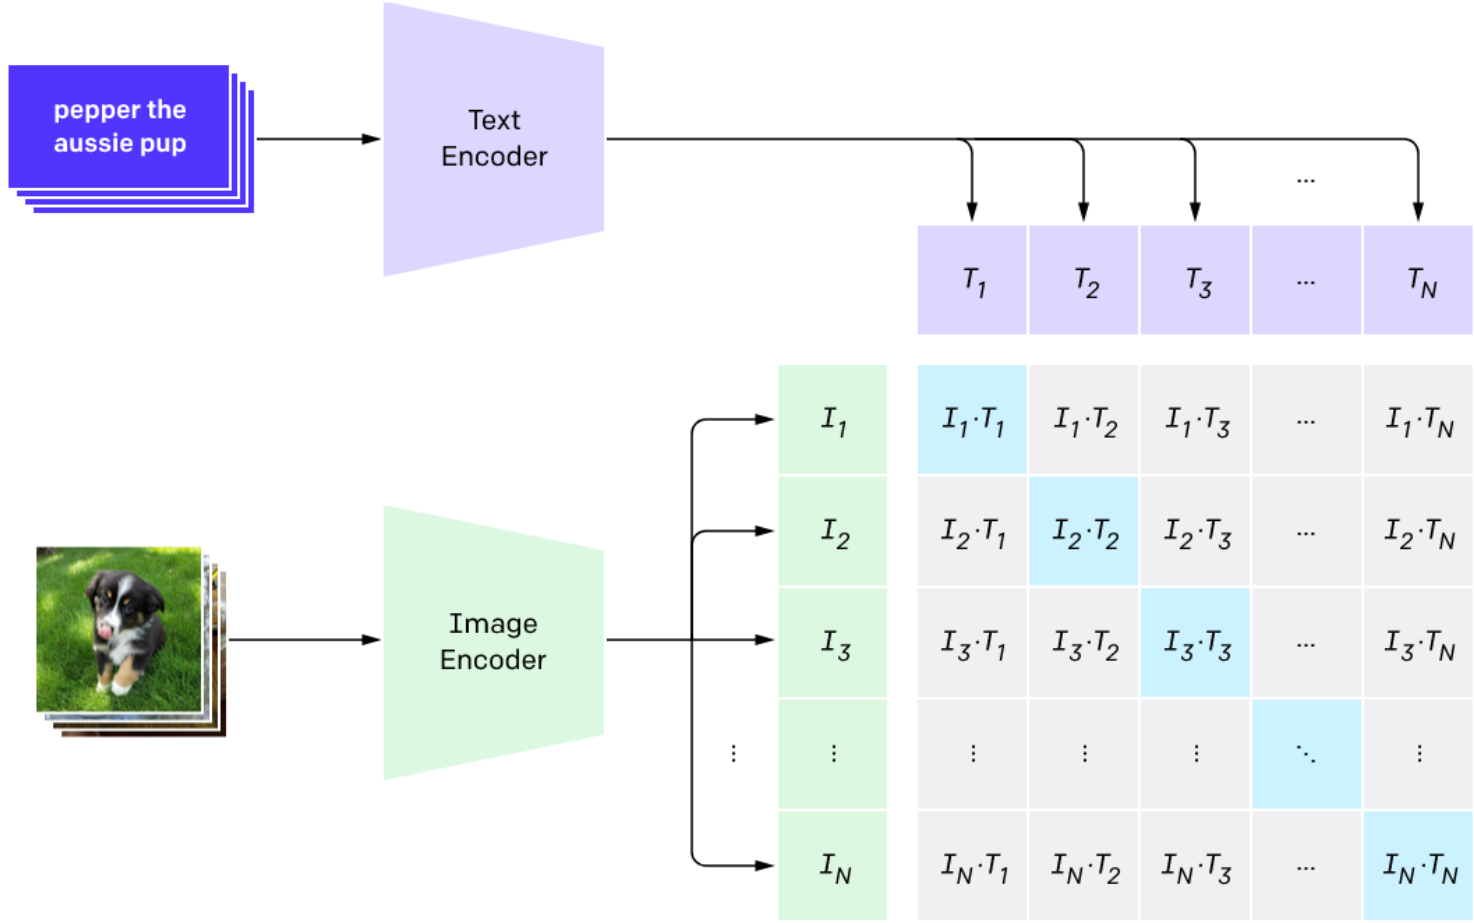 pepper the
aussie pup
Text
Encoder
...
T1 T2 T3 ... TN
I1 I1·T1 I1·T2 I1·T3 ... I1·TN
I2 I2·T1 I2·T2 I2·T3 ... I2·TN
Image
Encoder
I3 I3·T1 I3·T2 I3·T3 ... I3·TN
⋮ ⋮ ⋮ ⋮ ⋮ ⋱ ⋮
IN IN·T1 IN·T2 IN·T3 ... IN·TN